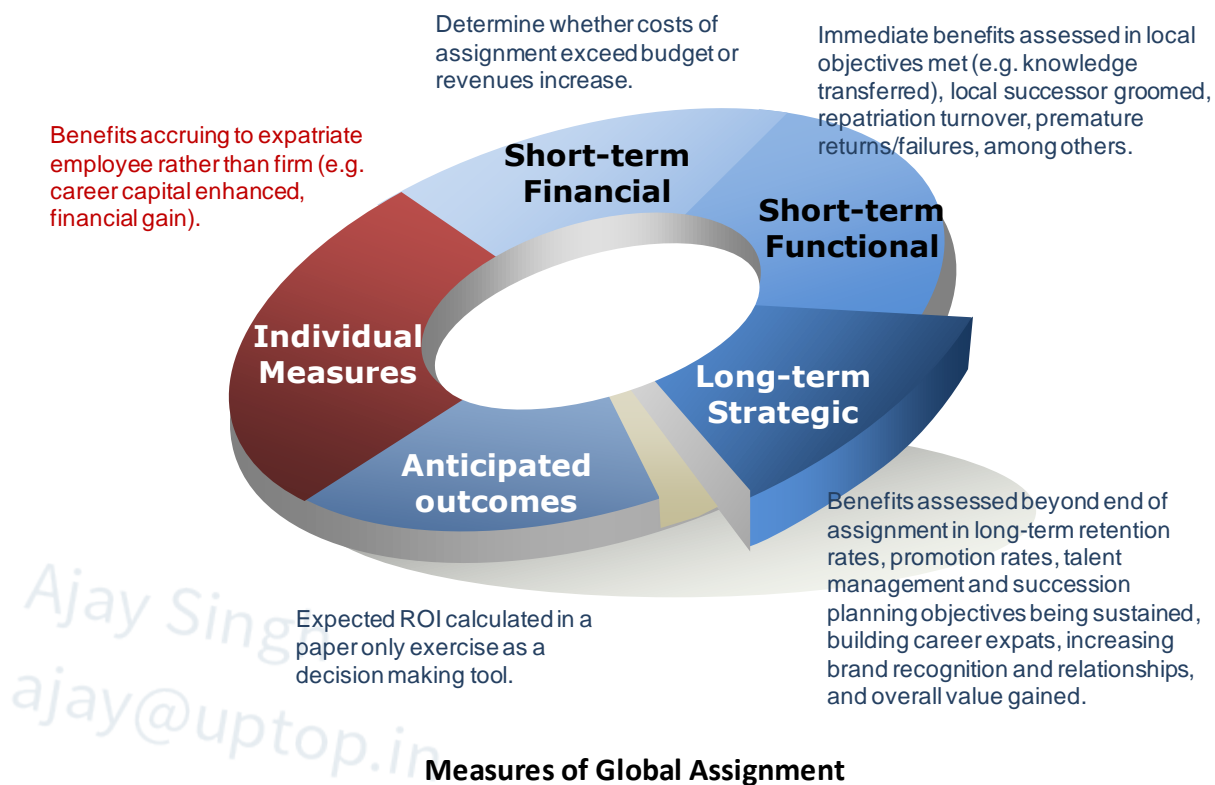 Determine whether costs of
assignment exceed budget or
revenues increase.
Immediate benefits assessed in local
objectives met (e.g. knowledge
transferred), local successor groomed,
repatriation turnover, premature
returns/failures, among others.
Benefits accruing to expatriate
employee rather than firm (e.g.
career capital enhanced,
financial gain).
Short-term
Financial
Short-term
Functional
Individual
Measures
Long-term
Strategic
Anticipated
outcomes
Benefits assessed beyond end of
assignment in long-term retention
rates, promotion rates, talent
management and succession
planning objectives being sustained,
building career expats, increasing
brand recognition and relationships,
and overall value gained.
Expected ROI calculated in a
paper only exercise as a
decision making tool.
Ajay Singh
ajay@uptop.in
Measures of Global Assignment